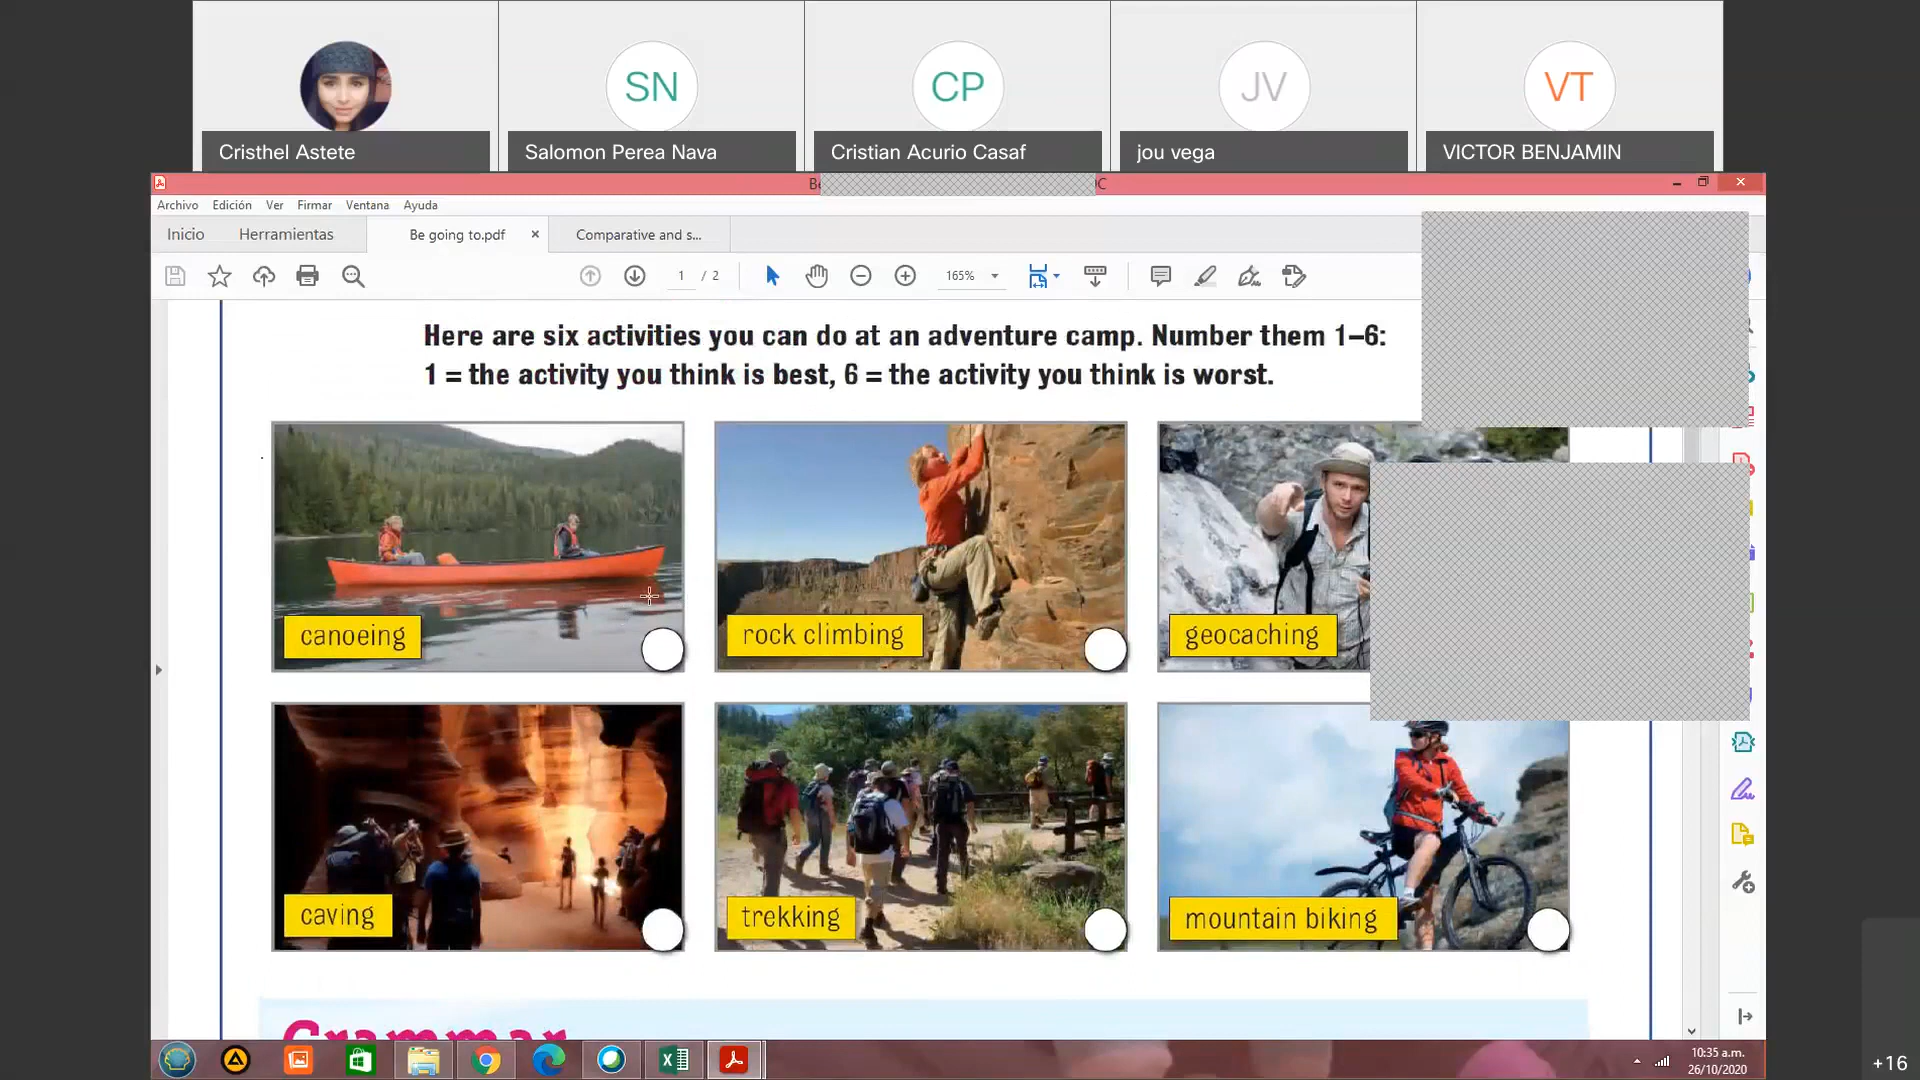 SN
CP
JV
VT
Cristhel Astete
Salomon Perea Nava
Cristian Acurio Casaf
jou vega
VICTOR BENJAMIN
Archivo Edición Ver Firmar Ventana Ayuda
Inicio Herramientas Be going to.pdf × Comparative and s...
1 / 2 165%
Here are six activities you can do at an adventure camp. Number them 1–6:
1 = the activity you think is best, 6 = the activity you think is worst.
canoeing
rock climbing
geocaching
caving
trekking
mountain biking
Grammar
10:35 a.m.
26/10/2020
+16